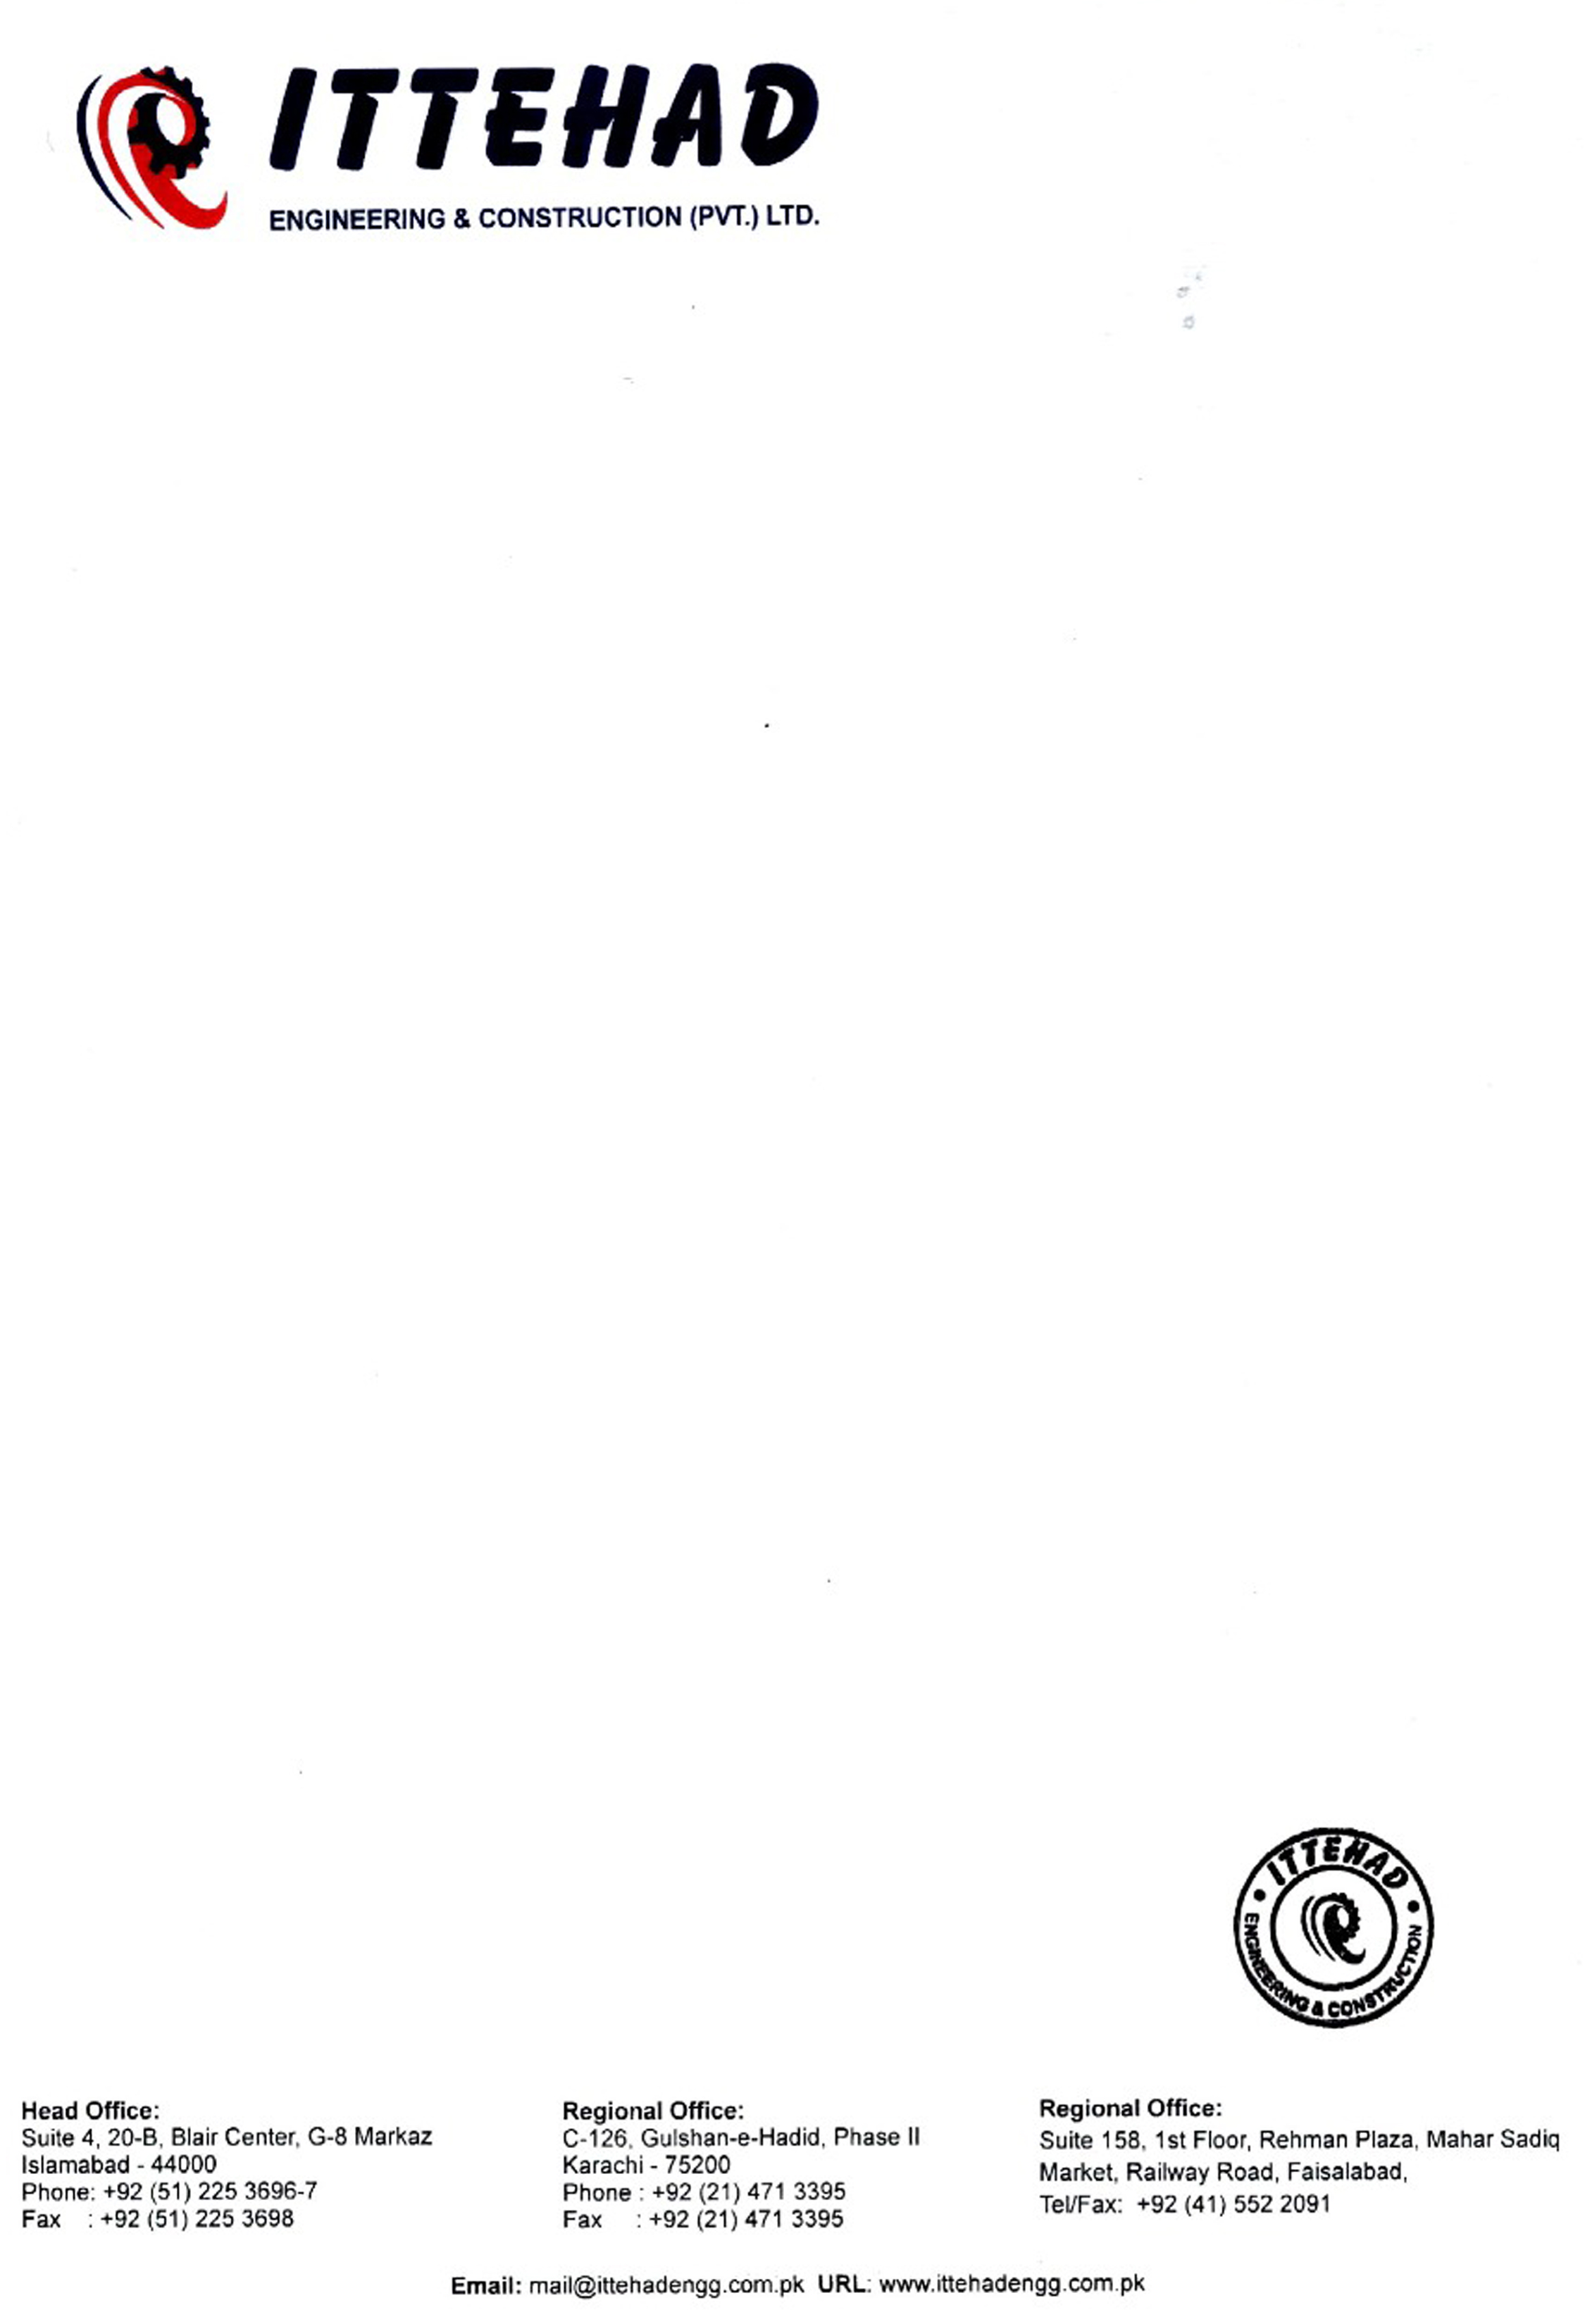 ITTEHAD
ENGINEERING & CONSTRUCTION (PVT.) LTD.
ITTEHAD
ENGINEERING & CONSTRUCTION
Head Office:
Suite 4, 20-B, Blair Center, G-8 Markaz
Islamabad - 44000
Phone: +92 (51) 225 3696-7
Fax : +92 (51) 225 3698
Regional Office:
C-126, Gulshan-e-Hadid, Phase II
Karachi - 75200
Phone : +92 (21) 471 3395
Fax : +92 (21) 471 3395
Regional Office:
Suite 158, 1st Floor, Rehman Plaza, Mahar Sadiq
Market, Railway Road, Faisalabad,
Tel/Fax: +92 (41) 552 2091
Email: mail@ittehadengg.com.pk URL: www.ittehadengg.com.pk